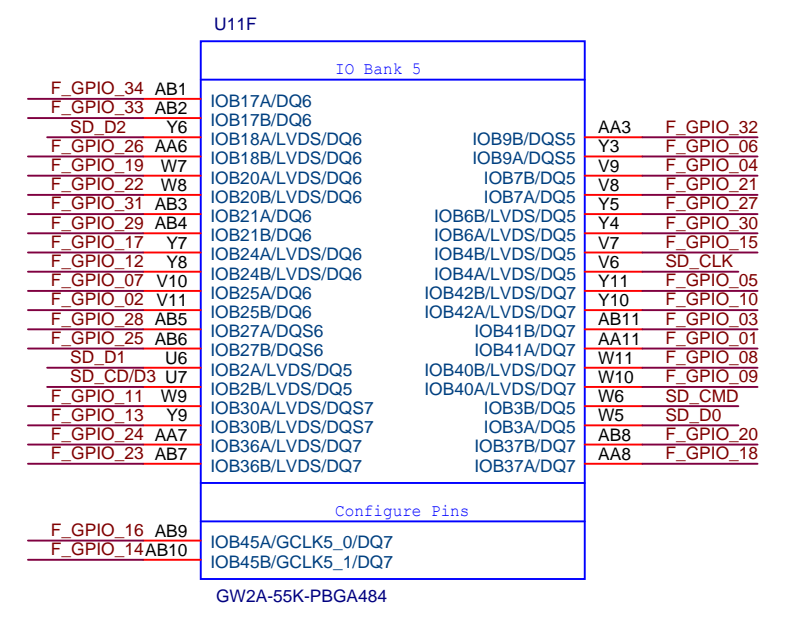 U11F
IO Bank 5
F_GPIO_34 AB1 IOB17A/DQ6
F_GPIO_33 AB2 IOB17B/DQ6
SD_D2 Y6 IOB18A/LVDS/DQ6 IOB9B/DQS5 AA3 F_GPIO_32
F_GPIO_26 AA6 IOB18B/LVDS/DQ6 IOB9A/DQS5 Y3 F_GPIO_06
F_GPIO_19 W7 IOB20A/LVDS/DQ6 IOB7B/DQ5 V9 F_GPIO_04
F_GPIO_22 W8 IOB20B/LVDS/DQ6 IOB7A/DQ5 V8 F_GPIO_21
F_GPIO_31 AB3 IOB21A/DQ6 IOB6B/LVDS/DQ5 Y5 F_GPIO_27
F_GPIO_29 AB4 IOB21B/DQ6 IOB6A/LVDS/DQ5 Y4 F_GPIO_30
F_GPIO_17 Y7 IOB24A/LVDS/DQ6 IOB4B/LVDS/DQ5 V7 F_GPIO_15
F_GPIO_12 Y8 IOB24B/LVDS/DQ6 IOB4A/LVDS/DQ5 V6 SD_CLK
F_GPIO_07 V10 IOB25A/DQ6 IOB42B/LVDS/DQ7 Y11 F_GPIO_05
F_GPIO_02 V11 IOB25B/DQ6 IOB42A/LVDS/DQ7 Y10 F_GPIO_10
F_GPIO_28 AB5 IOB27A/DQS6 IOB41B/DQ7 AB11 F_GPIO_03
F_GPIO_25 AB6 IOB27B/DQS6 IOB41A/DQ7 AA11 F_GPIO_01
SD_D1 U6 IOB2A/LVDS/DQ5 IOB40B/LVDS/DQ7 W11 F_GPIO_08
SD_CD/D3 U7 IOB2B/LVDS/DQ5 IOB40A/LVDS/DQ7 W10 F_GPIO_09
F_GPIO_11 W9 IOB30A/LVDS/DQS7 IOB3B/DQ5 W6 SD_CMD
F_GPIO_13 Y9 IOB30B/LVDS/DQS7 IOB3A/DQ5 W5 SD_D0
F_GPIO_24 AA7 IOB36A/LVDS/DQ7 IOB37B/DQ7 AB8 F_GPIO_20
F_GPIO_23 AB7 IOB36B/LVDS/DQ7 IOB37A/DQ7 AA8 F_GPIO_18
Configure Pins
F_GPIO_16 AB9 IOB45A/GCLK5_0/DQ7
F_GPIO_14 AB10 IOB45B/GCLK5_1/DQ7
GW2A-55K-PBGA484